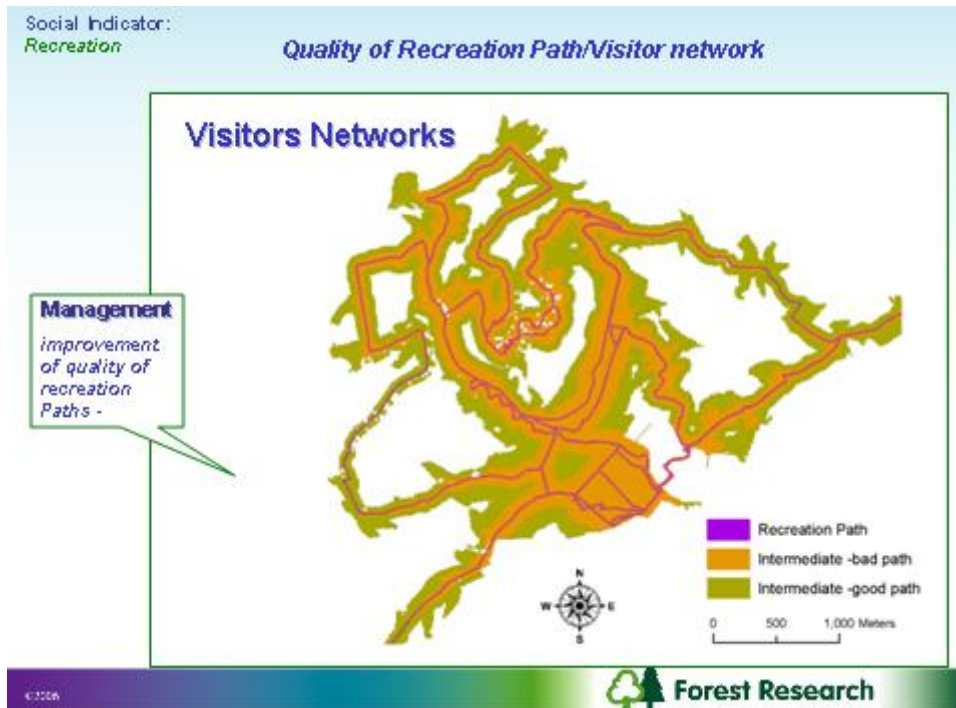 Social Indicator:
Recreation
Quality of Recreation Path/Visitor network
Visitors Networks
Management
improvement
of quality of
recreation
Paths -
Recreation Path
Intermediate -bad path
Intermediate -good path
N
W E
S
0 500 1,000 Meters
©2006
Forest Research